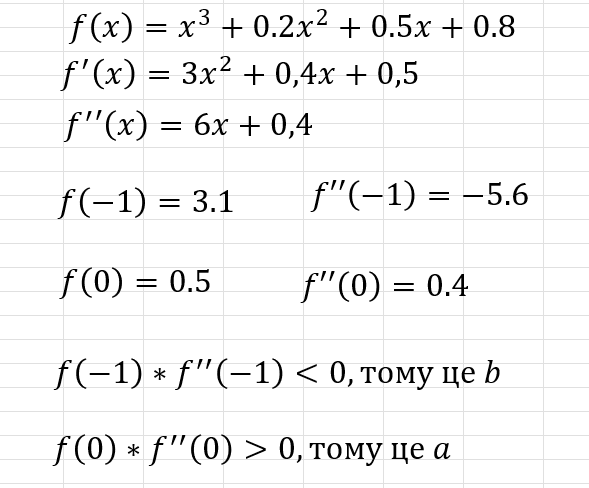 f(x) = x³ + 0.2x² + 0.5x + 0.8
f′(x) = 3x² + 0,4x + 0,5
f′′(x) = 6x + 0,4
f(−1) = 3.1 f′′(−1) = −5.6
f(0) = 0.5 f′′(0) = 0.4
f(−1) ∗ f′′(−1) < 0, тому це b
f(0) ∗ f′′(0) > 0, тому це a